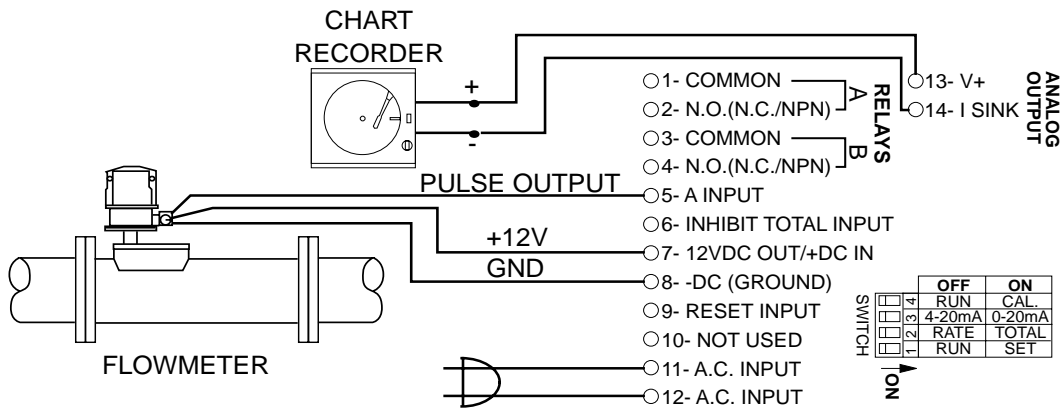 CHART
RECORDER
+
-
1- COMMON
2- N.O.(N.C./NPN)
A
3- COMMON
4- N.O.(N.C./NPN)
B
RELAYS
13- V+
14- I SINK
ANALOG
OUTPUT
PULSE OUTPUT
5- A INPUT
6- INHIBIT TOTAL INPUT
+12V
7- 12VDC OUT/+DC IN
GND
8- -DC (GROUND)
9- RESET INPUT
10- NOT USED
11- A.C. INPUT
12- A.C. INPUT
FLOWMETER
SWITCH
OFF ON
4 RUN CAL.
3 4-20mA 0-20mA
2 RATE TOTAL
1 RUN SET
ON